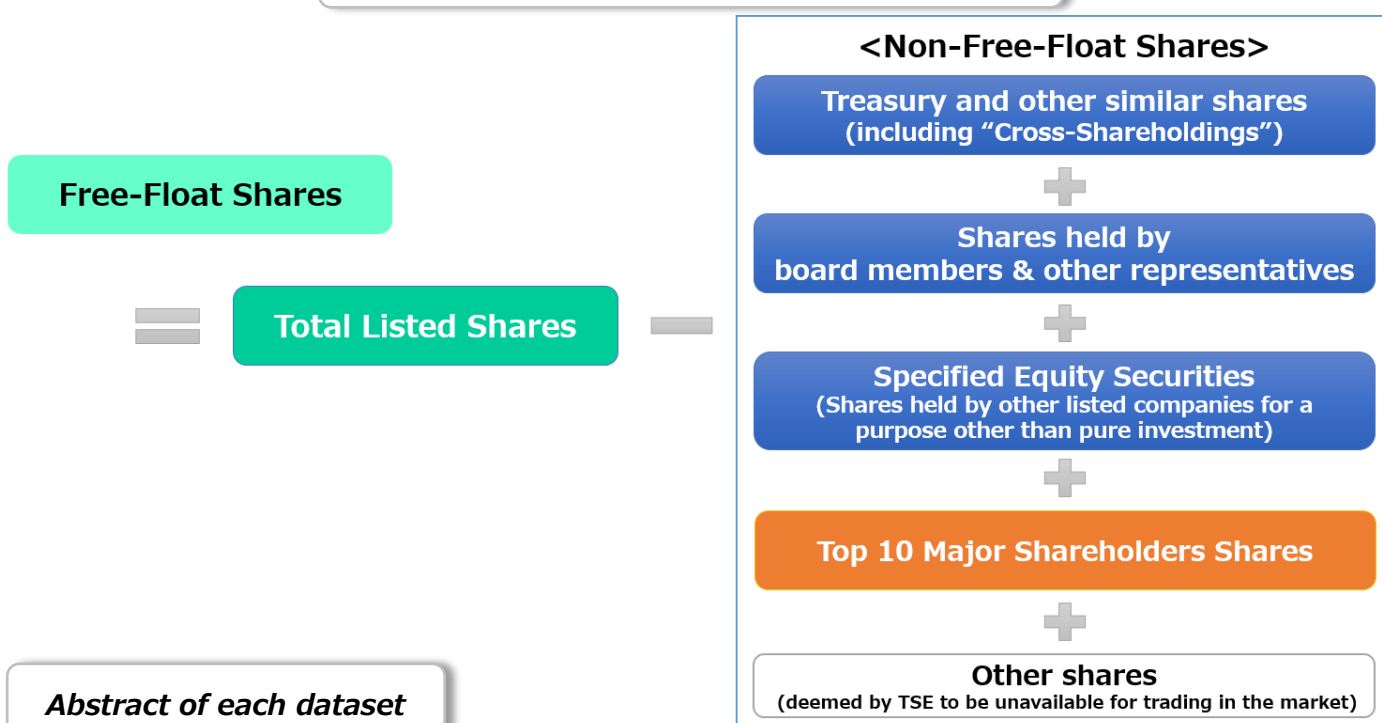 <Non-Free-Float Shares>
Treasury and other similar shares
(including “Cross-Shareholdings”)
Free-Float Shares
Shares held by
board members & other representatives
Total Listed Shares
Specified Equity Securities
(Shares held by other listed companies for a
purpose other than pure investment)
Top 10 Major Shareholders Shares
Other shares
(deemed by TSE to be unavailable for trading in the market)
Abstract of each dataset